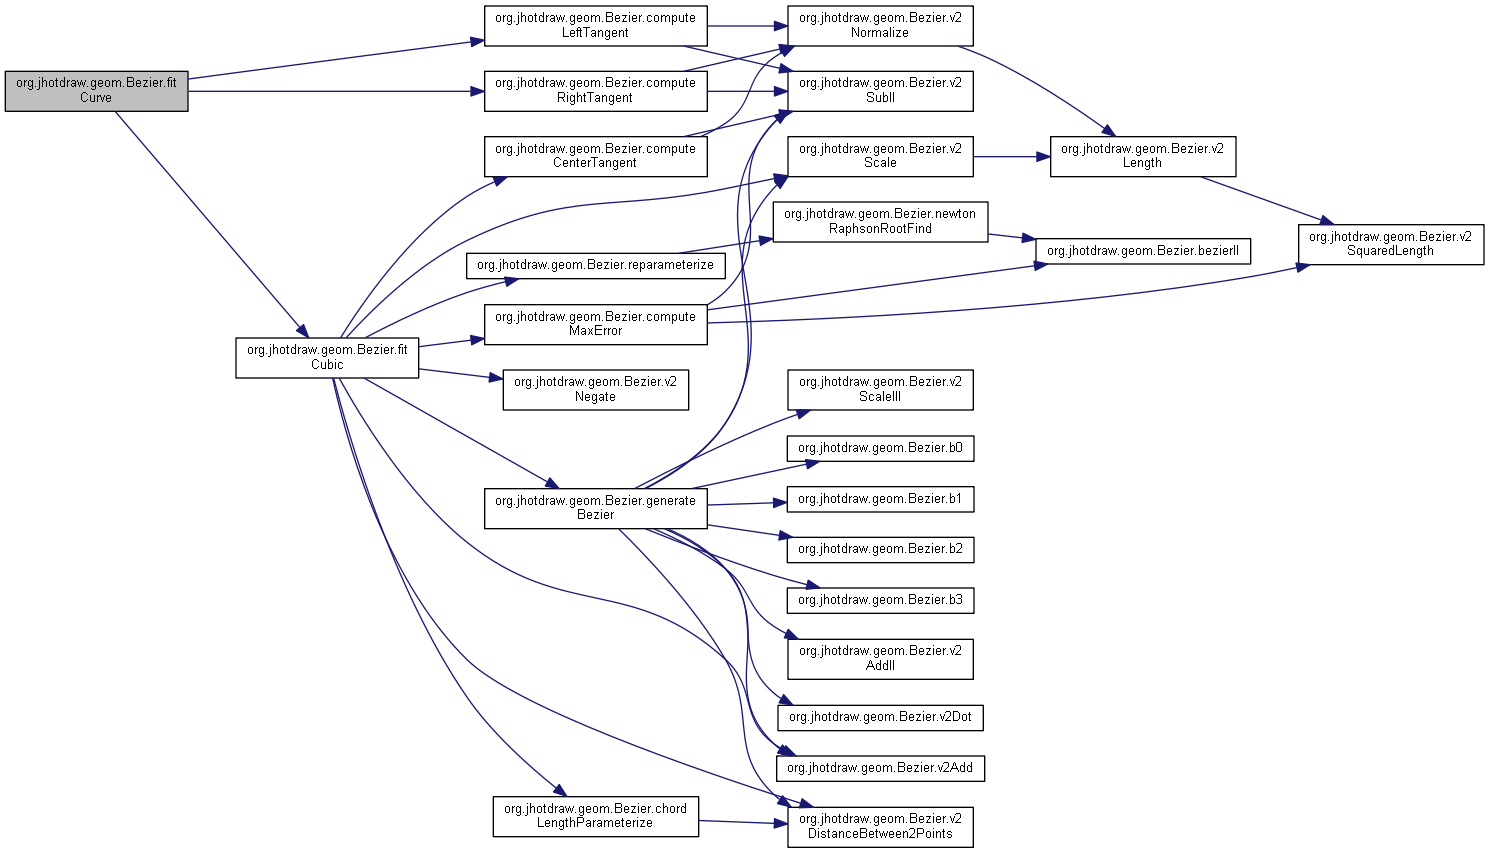 org.jhotdraw.geom.Bezier.fit
Curve
org.jhotdraw.geom.Bezier.fit
Cubic
org.jhotdraw.geom.Bezier.compute
LeftTangent
org.jhotdraw.geom.Bezier.compute
RightTangent
org.jhotdraw.geom.Bezier.compute
CenterTangent
org.jhotdraw.geom.Bezier.reparameterize
org.jhotdraw.geom.Bezier.compute
MaxError
org.jhotdraw.geom.Bezier.v2
Negate
org.jhotdraw.geom.Bezier.generate
Bezier
org.jhotdraw.geom.Bezier.chord
LengthParameterize
org.jhotdraw.geom.Bezier.v2
Normalize
org.jhotdraw.geom.Bezier.v2
SubII
org.jhotdraw.geom.Bezier.v2
Scale
org.jhotdraw.geom.Bezier.newton
RaphsonRootFind
org.jhotdraw.geom.Bezier.v2
ScaleIII
org.jhotdraw.geom.Bezier.b0
org.jhotdraw.geom.Bezier.b1
org.jhotdraw.geom.Bezier.b2
org.jhotdraw.geom.Bezier.b3
org.jhotdraw.geom.Bezier.v2
AddII
org.jhotdraw.geom.Bezier.v2Dot
org.jhotdraw.geom.Bezier.v2Add
org.jhotdraw.geom.Bezier.v2
DistanceBetween2Points
org.jhotdraw.geom.Bezier.v2
Length
org.jhotdraw.geom.Bezier.bezierII
org.jhotdraw.geom.Bezier.v2
SquaredLength